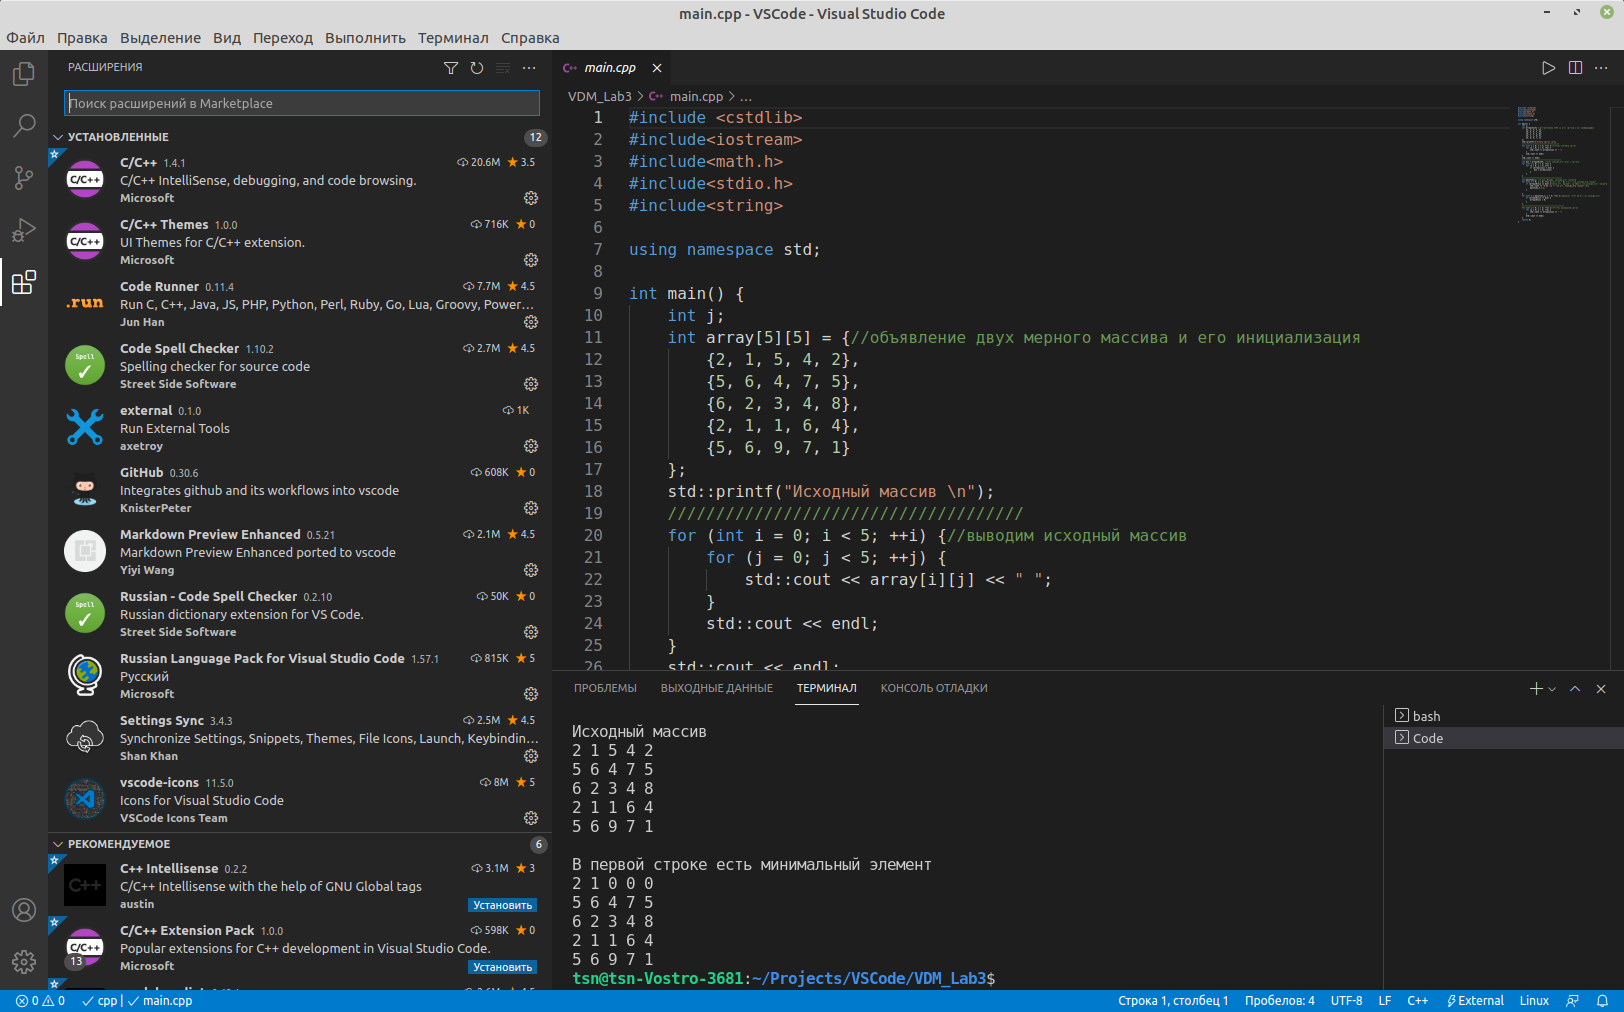 main.cpp - VSCode - Visual Studio Code
Файл Правка Выделение Вид Переход Выполнить Терминал Справка
РАСШИРЕНИЯ
Поиск расширений в Marketplace
УСТАНОВЛЕННЫЕ 12
C/C++ 1.4.1 20.6M 3.5
C/C++
C/C++ IntelliSense, debugging, and code browsing.
Microsoft
C/C++ Themes 1.0.0 716K 0
C/C++
UI Themes for C/C++ extension.
Microsoft
Code Runner 0.11.4 7.7M 4.5
.run
Run C, C++, Java, JS, PHP, Python, Perl, Ruby, Go, Lua, Groovy, Power...
Jun Han
Code Spell Checker 1.10.2 2.7M 4.5
Spell
Spelling checker for source code
Street Side Software
external 0.1.0 1K
Run External Tools
axetroy
GitHub 0.30.6 608K 0
Integrates github and its workflows into vscode
KnisterPeter
Markdown Preview Enhanced 0.5.21 2.1M 4.5
Markdown Preview Enhanced ported to vscode
Yiyi Wang
Russian - Code Spell Checker 0.2.10 50K 0
Spell
Russian dictionary extension for VS Code.
Street Side Software
Russian Language Pack for Visual Studio Code 1.57.1 815K 5
Русский
Microsoft
Settings Sync 3.4.3 2.5M 4.5
Synchronize Settings, Snippets, Themes, File Icons, Launch, Keybindin...
Shan Khan
vscode-icons 11.5.0 8M 5
Icons for Visual Studio Code
VSCode Icons Team
РЕКОМЕНДУЕМОЕ 6
C++ Intellisense 0.2.2 3.1M 3
C++
C/C++ Intellisense with the help of GNU Global tags
austin Установить
C/C++ Extension Pack 1.0.0 598K 0
C/C++
Popular extensions for C++ development in Visual Studio Code.
Microsoft Установить
13
main.cpp
VDM_Lab3 > main.cpp > ...
1 #include <cstdlib>
2 #include<iostream>
3 #include<math.h>
4 #include<stdio.h>
5 #include<string>
6
7 using namespace std;
8
9 int main() {
10 int j;
11 int array[5][5] = {//объявление двух мерного массива и его инициализация
12 {2, 1, 5, 4, 2},
13 {5, 6, 4, 7, 5},
14 {6, 2, 3, 4, 8},
15 {2, 1, 1, 6, 4},
16 {5, 6, 9, 7, 1}
17 };
18 std::printf("Исходный массив \n");
19 /////////////////////////////////////
20 for (int i = 0; i < 5; ++i) {//выводим исходный массив
21 for (j = 0; j < 5; ++j) {
22 std::cout << array[i][j] << " ";
23 }
24 std::cout << endl;
25 }
26 std::cout << endl;
ПРОБЛЕМЫ ВЫХОДНЫЕ ДАННЫЕ ТЕРМИНАЛ КОНСОЛЬ ОТЛАДКИ
Исходный массив
2 1 5 4 2
5 6 4 7 5
6 2 3 4 8
2 1 1 6 4
5 6 9 7 1
В первой строке есть минимальный элемент
2 1 0 0 0
5 6 4 7 5
6 2 3 4 8
2 1 1 6 4
5 6 9 7 1
tsn@tsn-Vostro-3681:~/Projects/VSCode/VDM_Lab3$
bash
Code
0 0 cpp | main.cpp Строка 1, столбец 1 Пробелов: 4 UTF-8 LF C++ External Linux